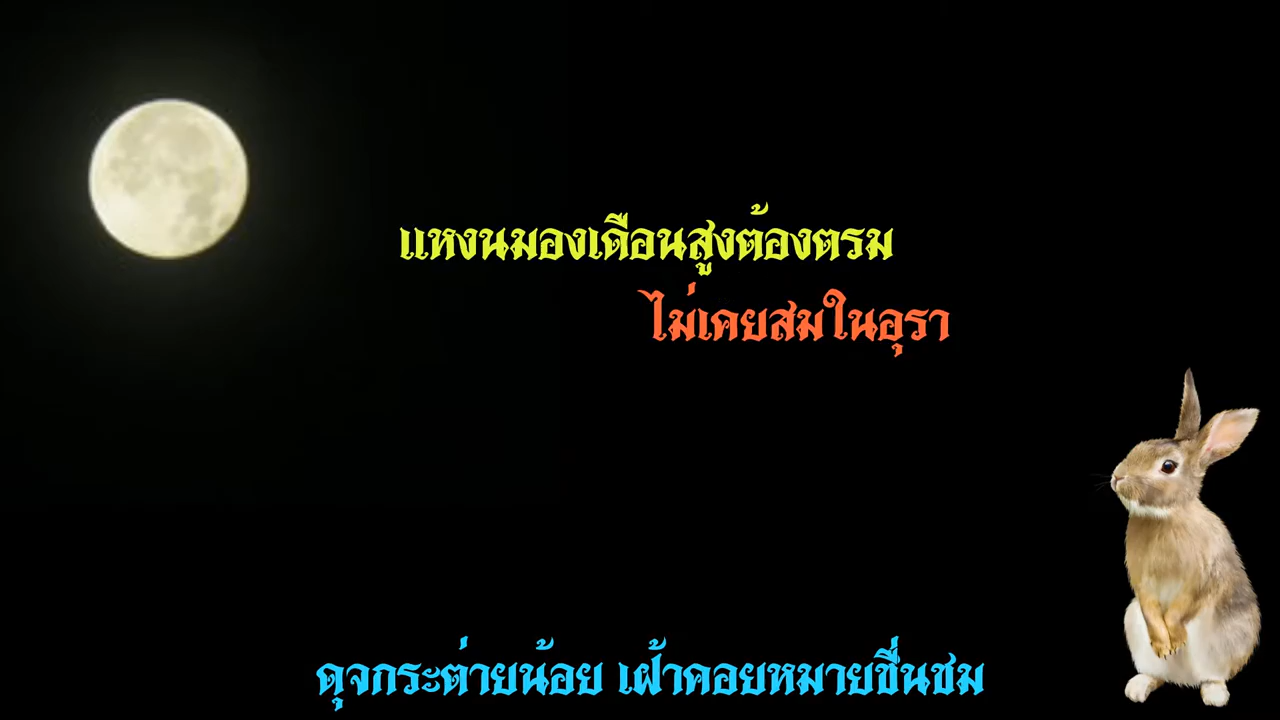 แหงนมองเดือนสูงต้องตรม
ไม่เคยสมในอุรา
ดุจกระต่ายน้อย เฝ้าคอยหมายชื่นชม